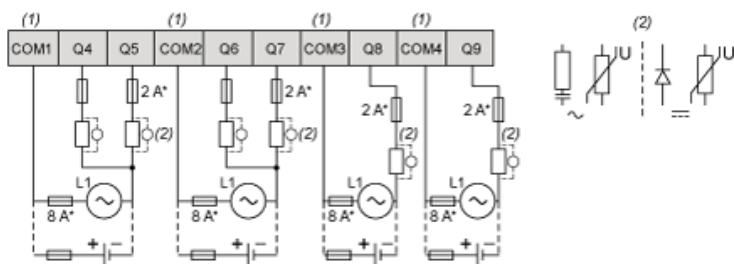 (1) (1) (1) (1) (2)
COM1 Q4 Q5 COM2 Q6 Q7 COM3 Q8 COM4 Q9
U U
2 A* 2 A* 2 A* 2 A*
(2) (2) (2) (2)
~ ⎓
L1 L1 L1 L1
~ ~ ~ ~
8 A* 8 A* 8 A* 8 A*
+ − + − + − + −